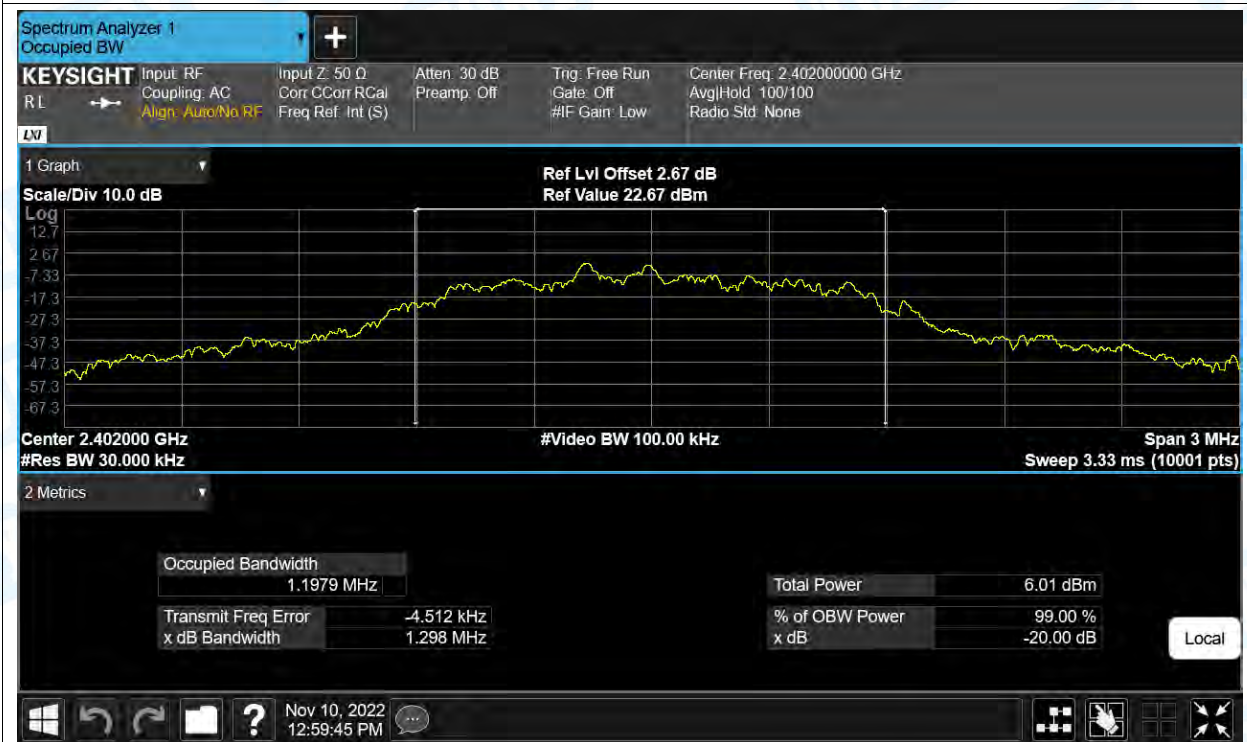 Spectrum Analyzer 1
Occupied BW
+
KEYSIGHT Input: RF Input Z: 50 Ω Atten: 30 dB Trig: Free Run Center Freq: 2.402000000 GHz
R L Coupling: AC Corr CCorr RCal Preamp: Off Gate: Off Avg|Hold: 100/100
Align: Auto/No RF Freq Ref: Int (S) #IF Gain: Low Radio Std: None
LXI
1 Graph
Ref Lvl Offset 2.67 dB
Scale/Div 10.0 dB Ref Value 22.67 dBm
Log
12.7
2.67
-7.33
-17.3
-27.3
-37.3
-47.3
-57.3
-67.3
Center 2.402000 GHz #Video BW 100.00 kHz Span 3 MHz
#Res BW 30.000 kHz Sweep 3.33 ms (10001 pts)
2 Metrics
Occupied Bandwidth
1.1979 MHz Total Power 6.01 dBm
Transmit Freq Error -4.512 kHz % of OBW Power 99.00 %
x dB Bandwidth 1.298 MHz x dB -20.00 dB
Local
? Nov 10, 2022
12:59:45 PM